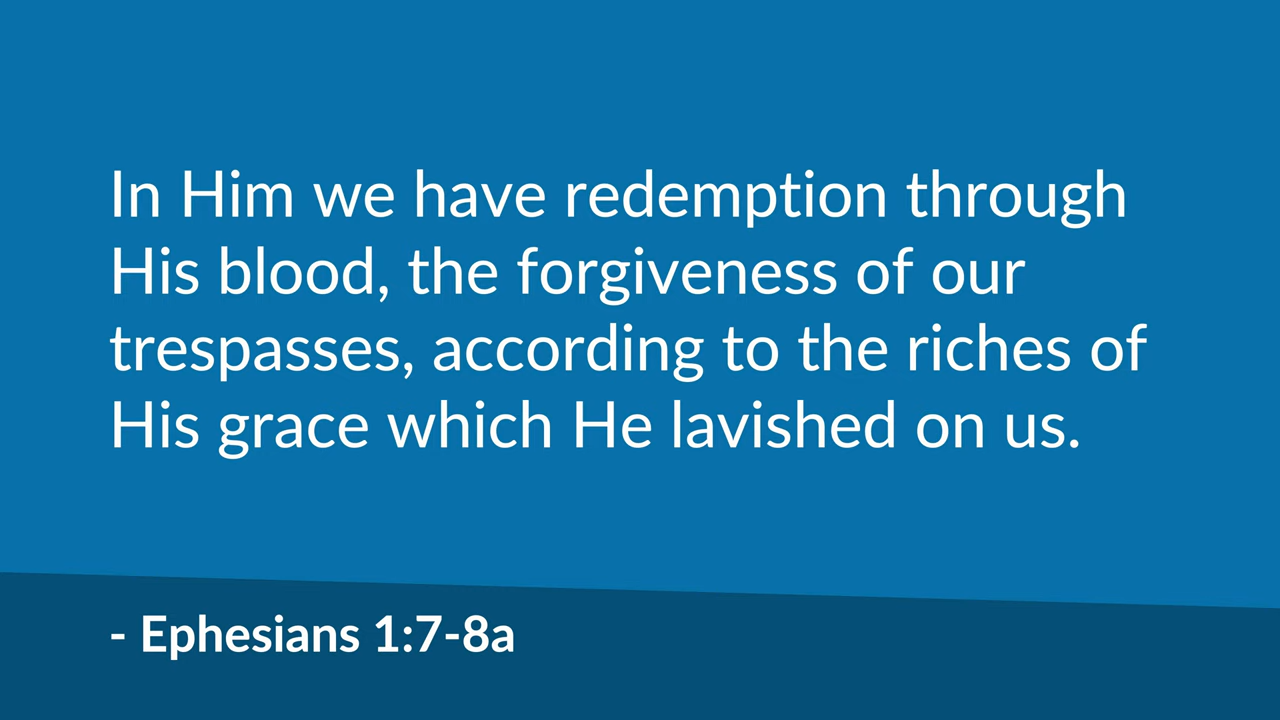 In Him we have redemption through
His blood, the forgiveness of our
trespasses, according to the riches of
His grace which He lavished on us.
- Ephesians 1:7-8a